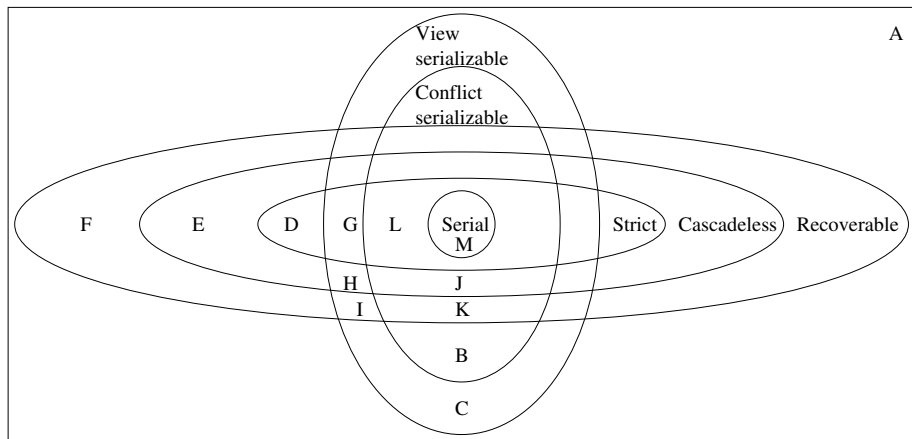 View
serializable
A
Conflict
serializable
F E D G L Serial Strict Cascadeless Recoverable
M
H J
I K
B
C